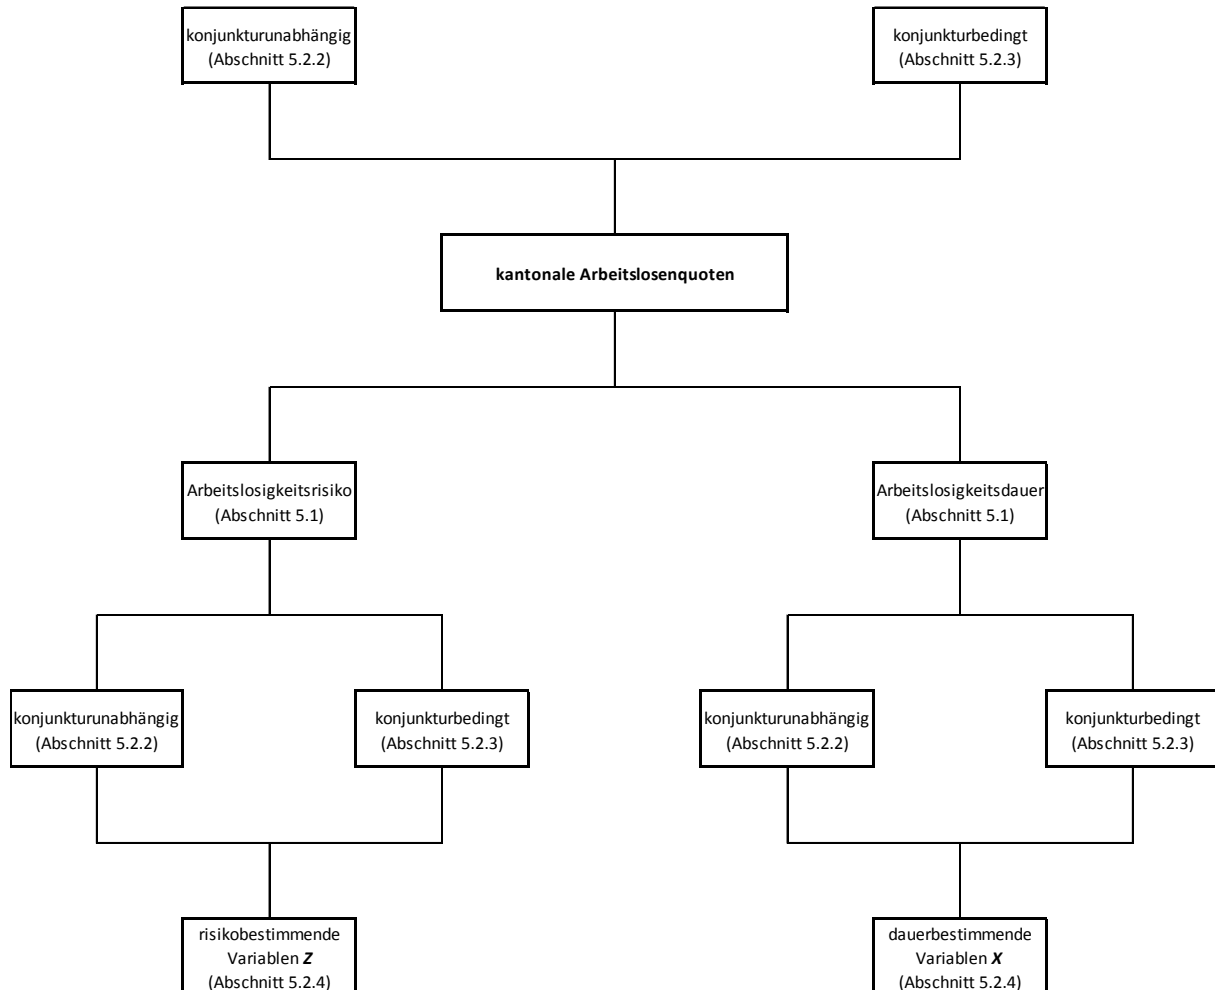 konjunkturunabhängig
(Abschnitt 5.2.2)
konjunkturbedingt
(Abschnitt 5.2.3)
kantonale Arbeitslosenquoten
Arbeitslosigkeitsrisiko
(Abschnitt 5.1)
Arbeitslosigkeitsdauer
(Abschnitt 5.1)
konjunkturunabhängig
(Abschnitt 5.2.2)
konjunkturbedingt
(Abschnitt 5.2.3)
konjunkturunabhängig
(Abschnitt 5.2.2)
konjunkturbedingt
(Abschnitt 5.2.3)
risikobestimmende
Variablen Z
(Abschnitt 5.2.4)
dauerbestimmende
Variablen X
(Abschnitt 5.2.4)